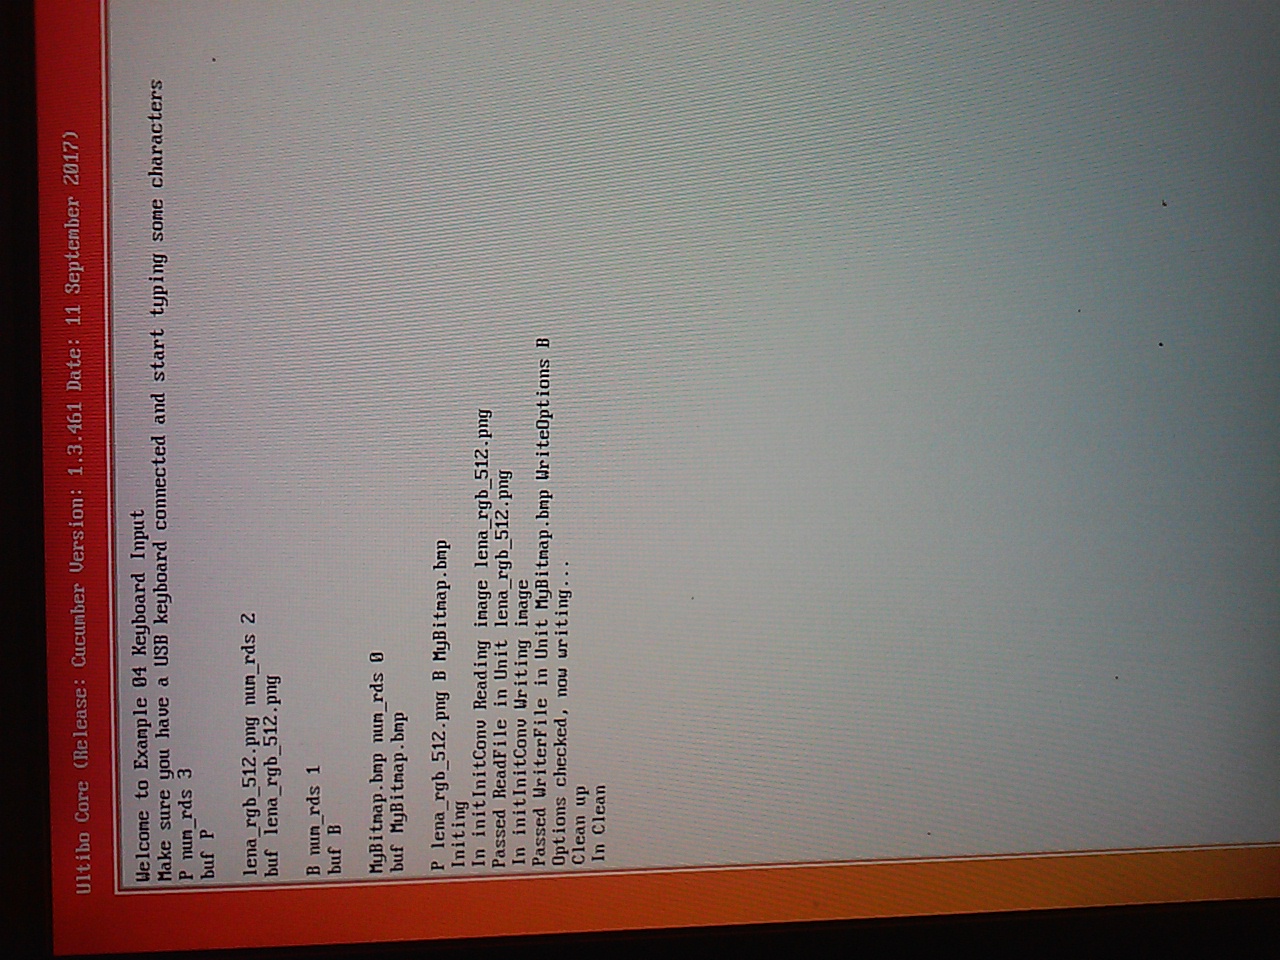 Ultibo Core (Release: Cucumber Version: 1.3.461 Date: 11 September 2017)
Welcome to Example 04 Keyboard Input
Make sure you have a USB keyboard connected and start typing some characters
P num_rds 3
buf P
lena_rgb_512.png num_rds 2
buf lena_rgb_512.png
B num_rds 1
buf B
MyBitmap.bmp num_rds 0
buf MyBitmap.bmp
P lena_rgb_512.png B MyBitmap.bmp
Initing
In initInitConv Reading image lena_rgb_512.png
Passed ReadFile in Unit lena_rgb_512.png
In initInitConv Writing image
Passed WriterFile in Unit MyBitmap.bmp WriteOptions B
Options checked, now writing...
Clean up
In Clean